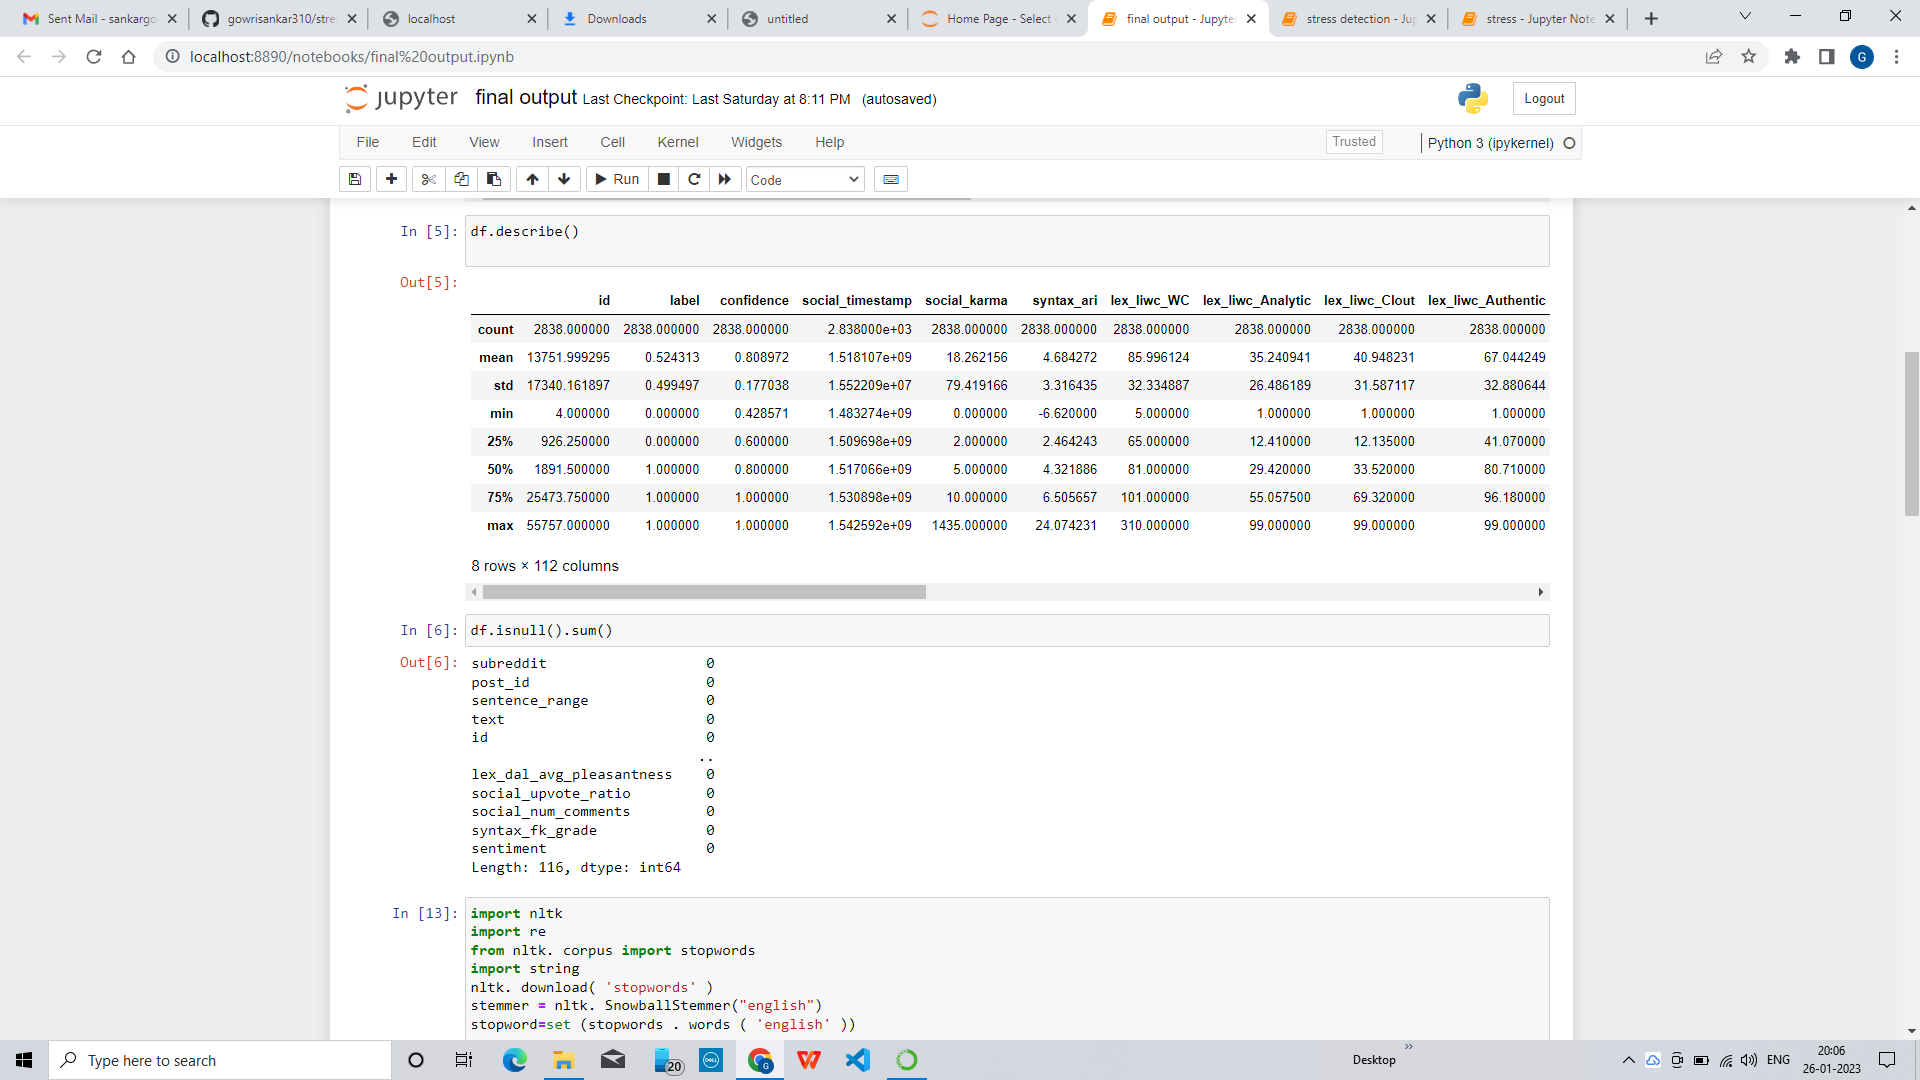 Sent Mail - sankargo
gowrisankar310/stres
localhost
Downloads
untitled
Home Page - Select
final output - Jupyter
stress detection - Jup
stress - Jupyter Note
localhost:8890/notebooks/final%20output.ipynb
G
jupyter final output Last Checkpoint: Last Saturday at 8:11 PM (autosaved)
Logout
File Edit View Insert Cell Kernel Widgets Help
Trusted
Python 3 (ipykernel)
Run
Code
In [5]: df.describe()
Out[5]:
id label confidence social_timestamp social_karma syntax_ari lex_liwc_WC lex_liwc_Analytic lex_liwc_Clout lex_liwc_Authentic
count 2838.000000 2838.000000 2838.000000 2.838000e+03 2838.000000 2838.000000 2838.000000 2838.000000 2838.000000 2838.000000
mean 13751.999295 0.524313 0.808972 1.518107e+09 18.262156 4.684272 85.996124 35.240941 40.948231 67.044249
std 17340.161897 0.499497 0.177038 1.552209e+07 79.419166 3.316435 32.334887 26.486189 31.587117 32.880644
min 4.000000 0.000000 0.428571 1.483274e+09 0.000000 -6.620000 5.000000 1.000000 1.000000 1.000000
25% 926.250000 0.000000 0.600000 1.509698e+09 2.000000 2.464243 65.000000 12.410000 12.135000 41.070000
50% 1891.500000 1.000000 0.800000 1.517066e+09 5.000000 4.321886 81.000000 29.420000 33.520000 80.710000
75% 25473.750000 1.000000 1.000000 1.530898e+09 10.000000 6.505657 101.000000 55.057500 69.320000 96.180000
max 55757.000000 1.000000 1.000000 1.542592e+09 1435.000000 24.074231 310.000000 99.000000 99.000000 99.000000
8 rows × 112 columns
In [6]: df.isnull().sum()
Out[6]: subreddit 0
post_id 0
sentence_range 0
text 0
id 0
..
lex_dal_avg_pleasantness 0
social_upvote_ratio 0
social_num_comments 0
syntax_fk_grade 0
sentiment 0
Length: 116, dtype: int64
In [13]: import nltk
import re
from nltk. corpus import stopwords
import string
nltk. download( 'stopwords' )
stemmer = nltk. SnowballStemmer("english")
stopword=set (stopwords . words ( 'english' ))
Type here to search
20
DELL
G
Desktop
»
ENG
20:06
26-01-2023